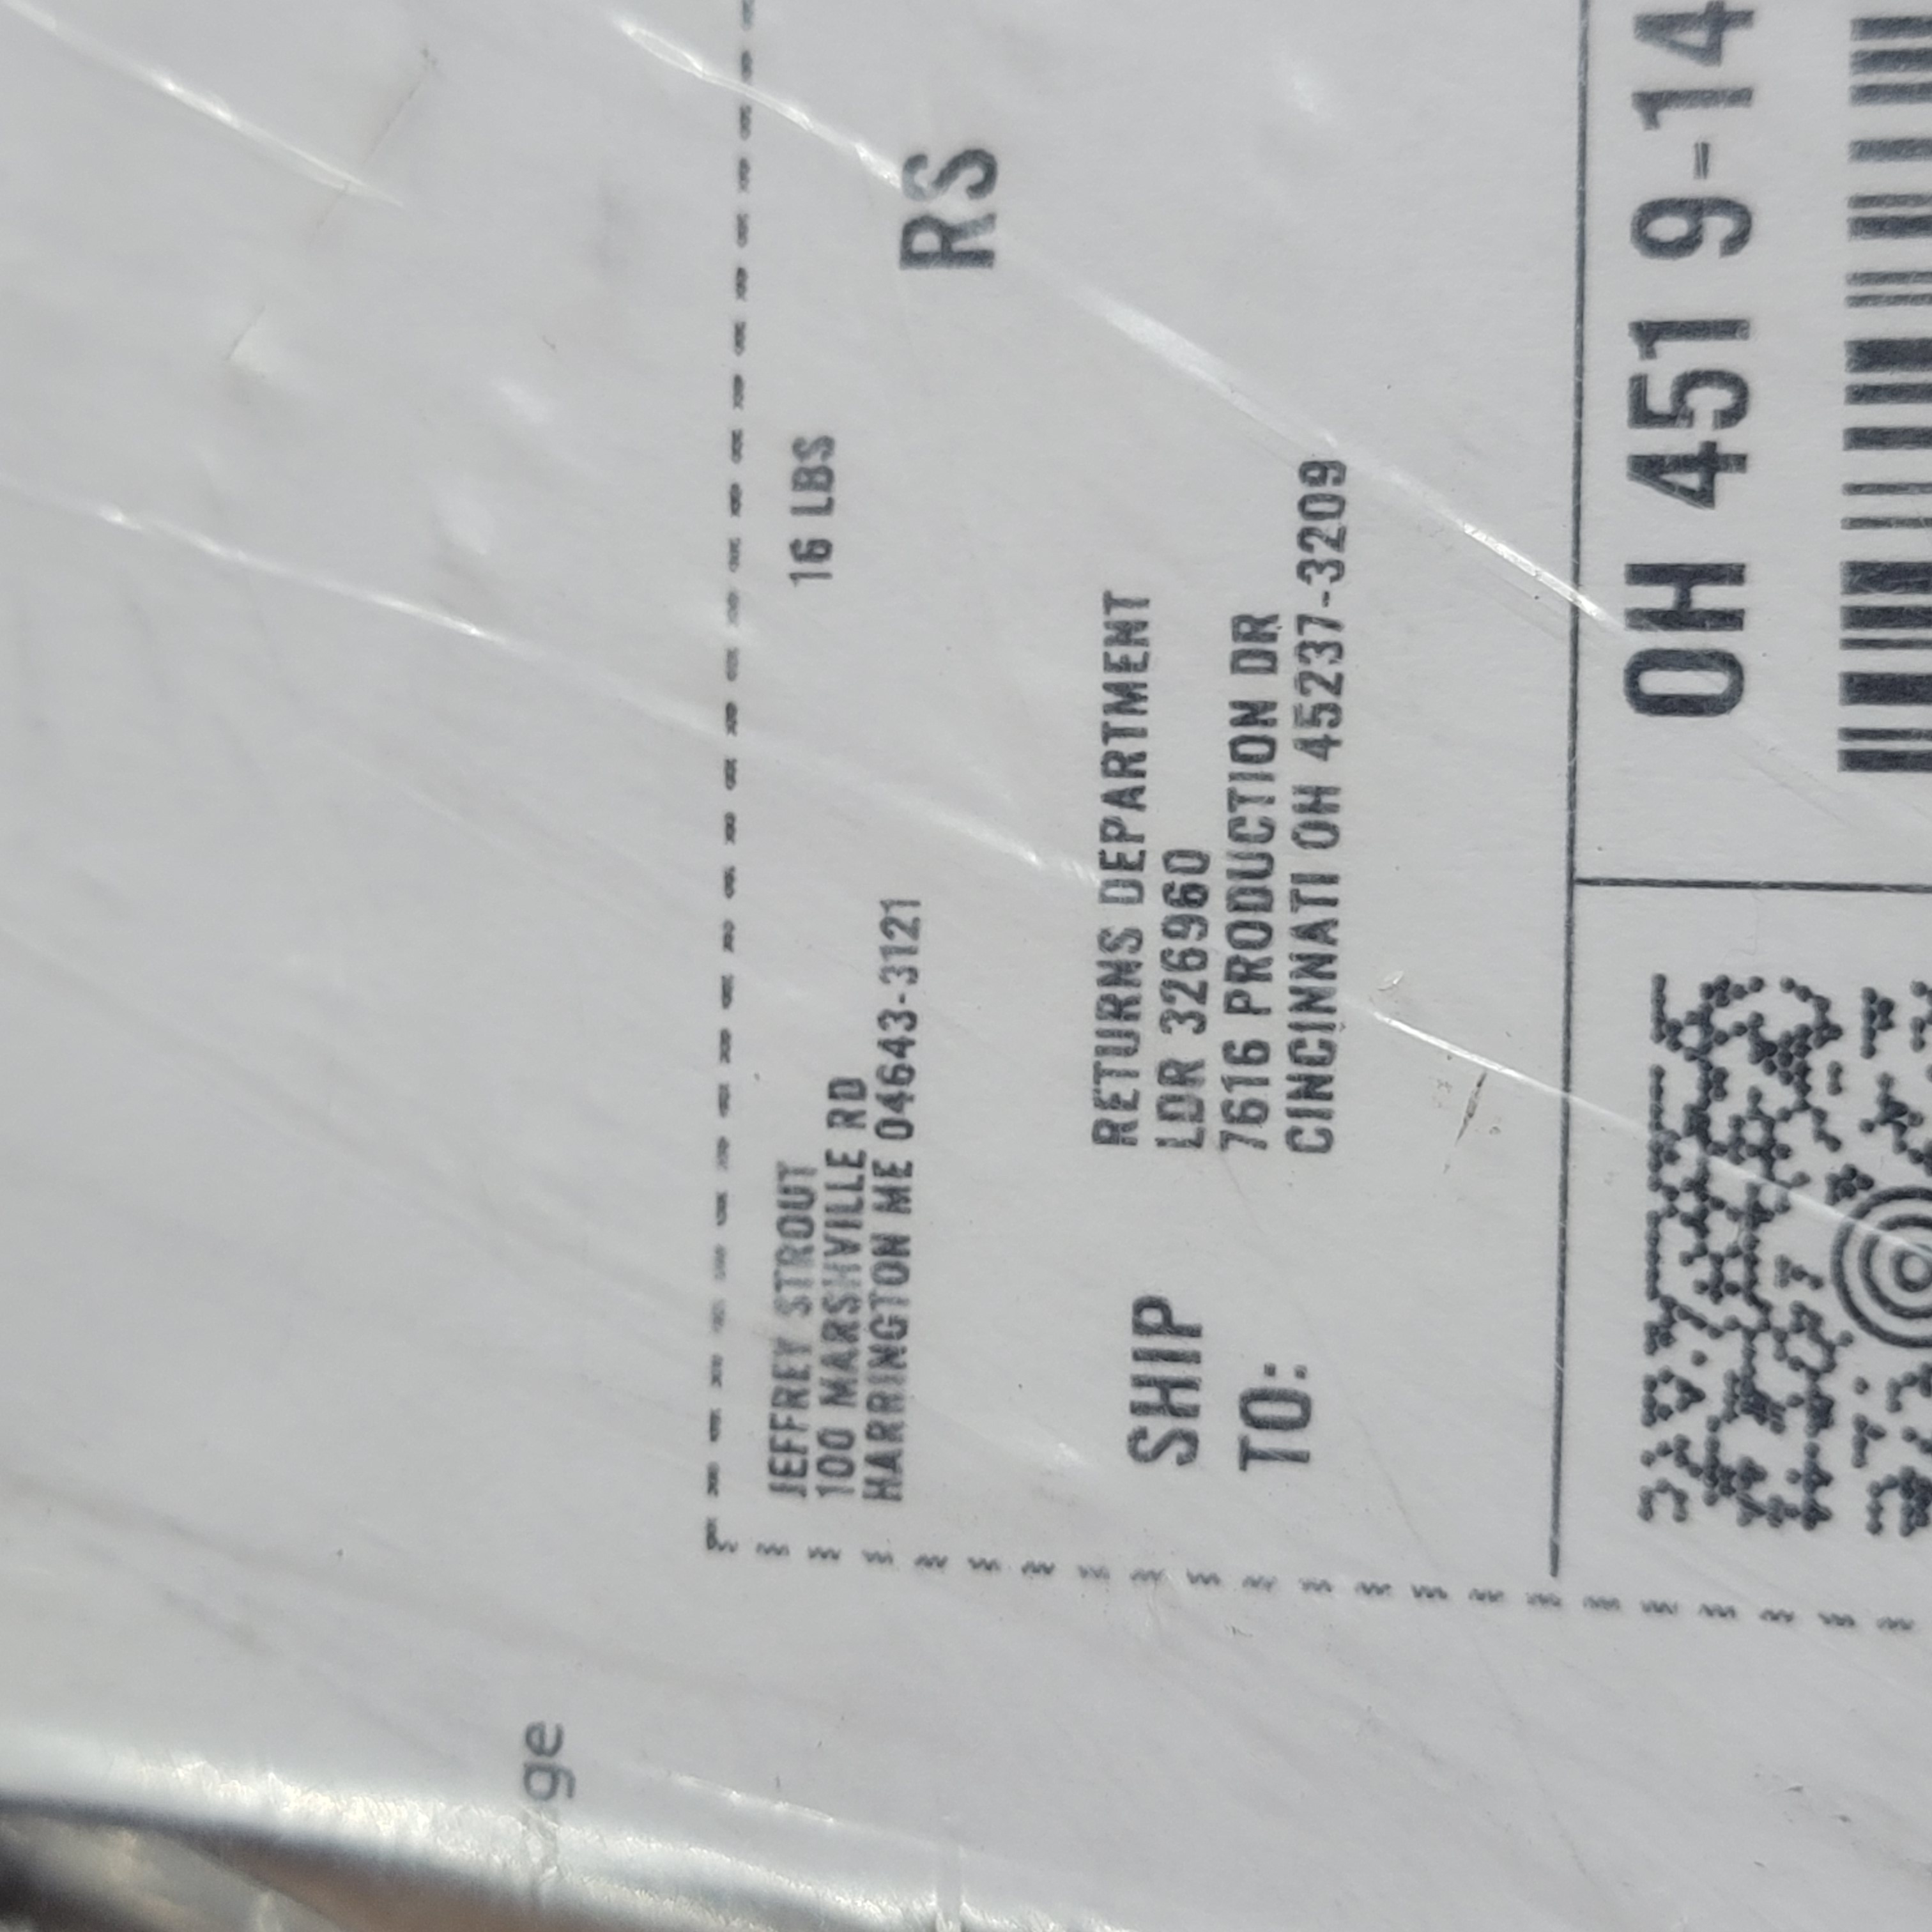 JEFFREY STROUT
100 MARSHVILLE RD
HARRINGTON ME 04643-3121
16 LBS
RS
SHIP
TO:
RETURNS DEPARTMENT
LDR 326960
7616 PRODUCTION DR
CINCINNATI OH 45237-3209
OH 451 9-14